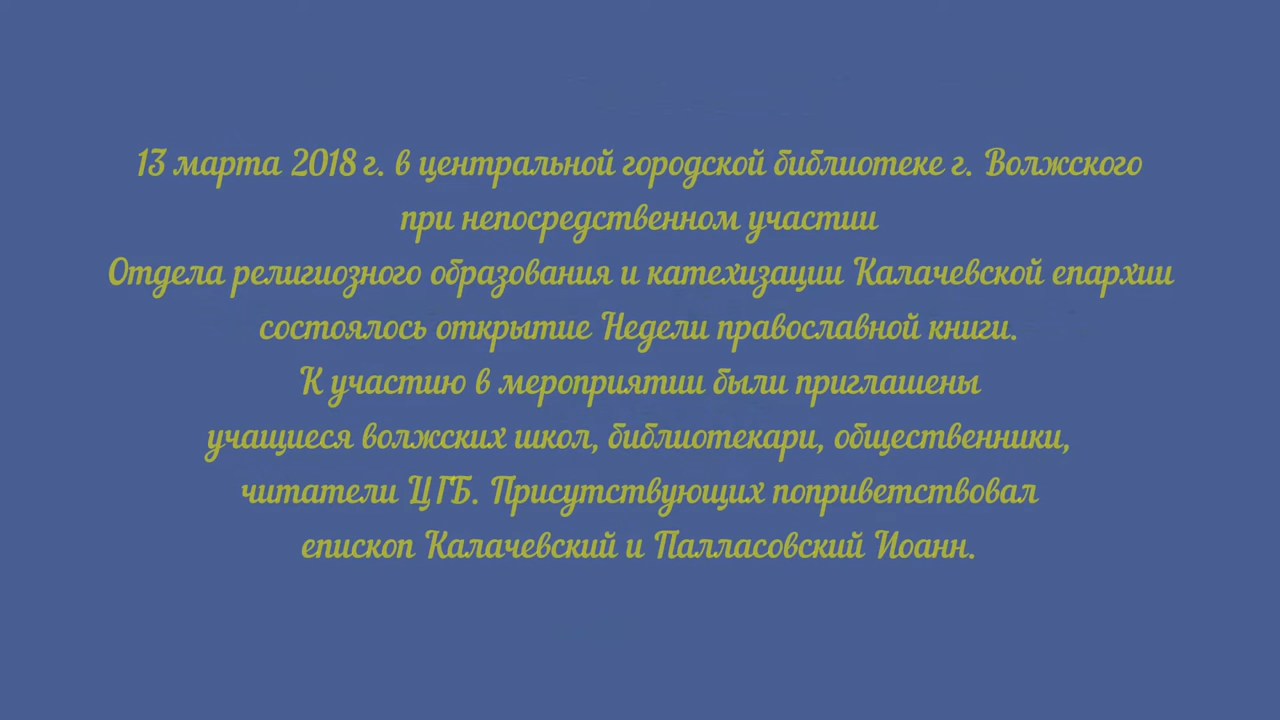 13 марта 2018 г. в центральной городской библиотеке г. Волжского
при непосредственном участии
Отдела религиозного образования и катехизации Калачевской епархии
состоялось открытие Недели православной книги.
К участию в мероприятии были приглашены
учащиеся волжских школ, библиотекари, общественники,
читатели ЦГБ. Присутствующих поприветствовал
епископ Калачевский и Палласовский Иоанн.